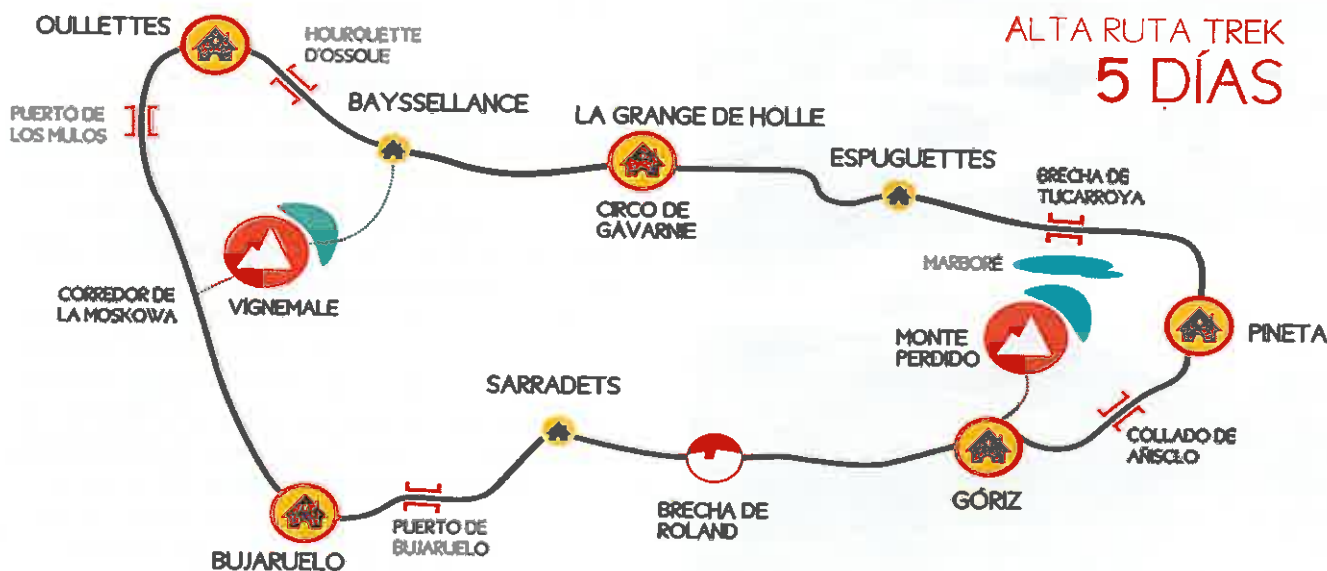 OULLETTES
HOURQUETTE
D'OSSOUE
ALTA RUTA TREK
5 DÍAS
PUERTO DE
LOS MULOS
BAYSSELLANCE
LA GRANGE DE HOLLE
ESPUGUETTES
BRECHA DE
TUCARROYA
CIRCO DE
GAVARNIE
MARBORÉ
CORREDOR DE
LA MOSKOWA
VIGNEMALE
MONTE
PERDIDO
PINETA
SARRADETS
COLLADO DE
AÑISCLO
GÓRIZ
BRECHA DE
ROLAND
PUERTO DE
BUJARUELO
BUJARUELO